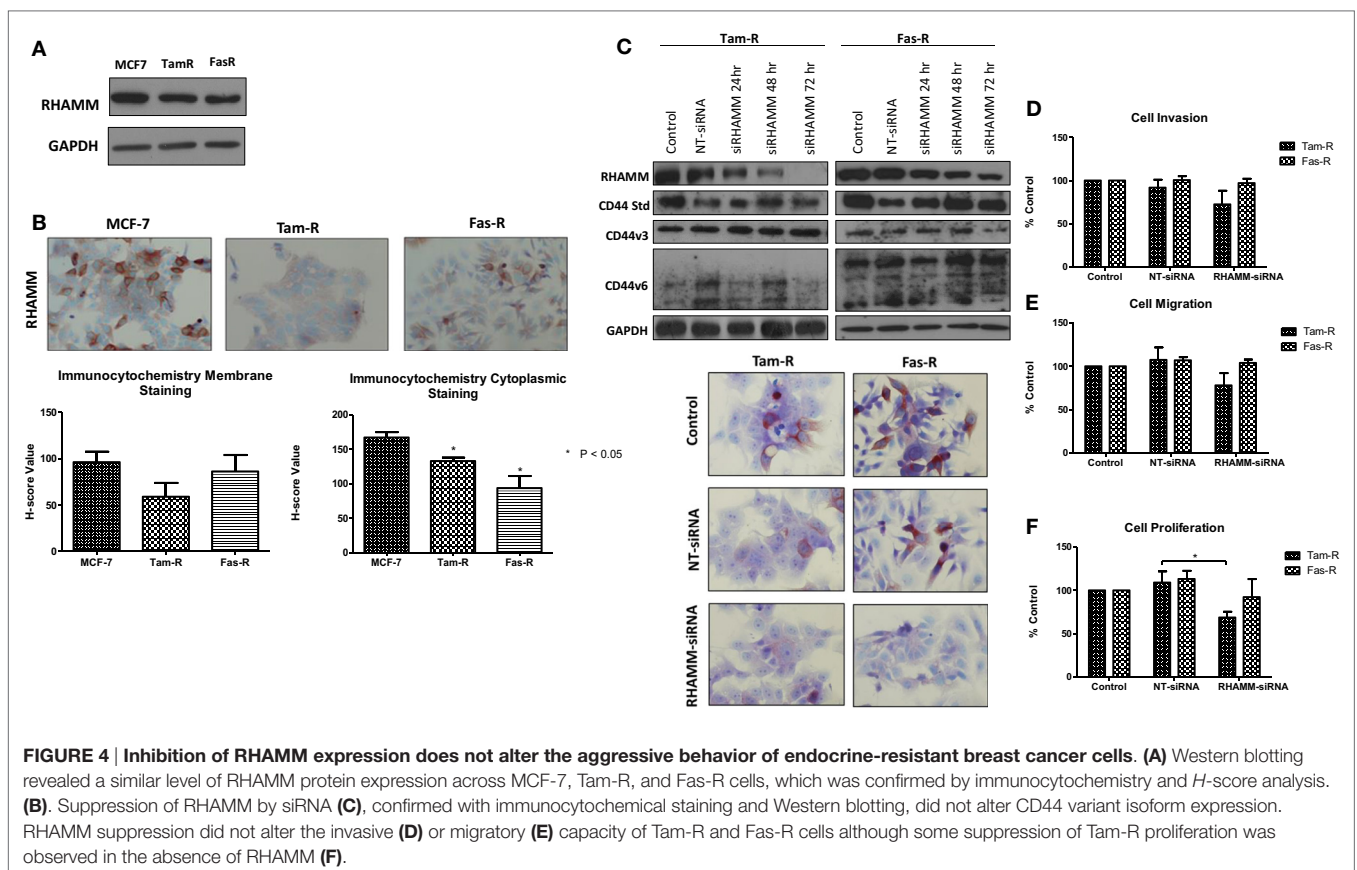 A
MCF7 TamR FasR
RHAMM
GAPDH
B
MCF-7 Tam-R Fas-R
RHAMM
Immunocytochemistry Membrane
Staining
H-score Value
150
100
50
0
MCF-7 Tam-R Fas-R
Immunocytochemistry Cytoplasmic
Staining
H-score Value
200
150
100
50
0
* *
MCF-7 Tam-R Fas-R
* P < 0.05
C
Tam-R Fas-R
Control NT-siRNA siRHAMM 24hr siRHAMM 48 hr siRHAMM 72 hr Control NT-siRNA siRHAMM 24 hr siRHAMM 48 hr siRHAMM 72 hr
RHAMM
CD44 Std
CD44v3
CD44v6
GAPDH
Tam-R Fas-R
Control
NT-siRNA
RHAMM-siRNA
D
Cell Invasion
% Control
150
100
50
0
Control NT-siRNA RHAMM-siRNA
Tam-R
Fas-R
E
Cell Migration
% Control
150
100
50
0
Control NT-siRNA RHAMM-siRNA
Tam-R
Fas-R
F
Cell Proliferation
% Control
150
100
50
0
*
Control NT-siRNA RHAMM-siRNA
Tam-R
Fas-R
FIGURE 4 | Inhibition of RHAMM expression does not alter the aggressive behavior of endocrine-resistant breast cancer cells. (A) Western blotting
revealed a similar level of RHAMM protein expression across MCF-7, Tam-R, and Fas-R cells, which was confirmed by immunocytochemistry and H-score analysis.
(B). Suppression of RHAMM by siRNA (C), confirmed with immunocytochemical staining and Western blotting, did not alter CD44 variant isoform expression.
RHAMM suppression did not alter the invasive (D) or migratory (E) capacity of Tam-R and Fas-R cells although some suppression of Tam-R proliferation was
observed in the absence of RHAMM (F).